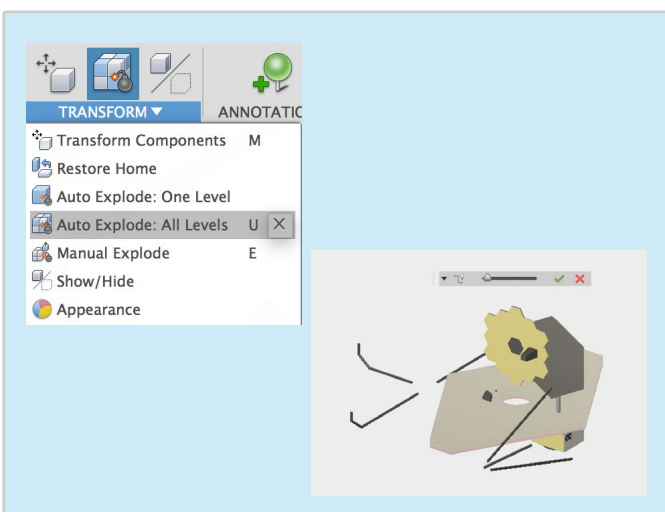 TRANSFORM ▼ ANNOTATIC
Transform Components M
Restore Home
Auto Explode: One Level
Auto Explode: All Levels U
Manual Explode E
Show/Hide
Appearance